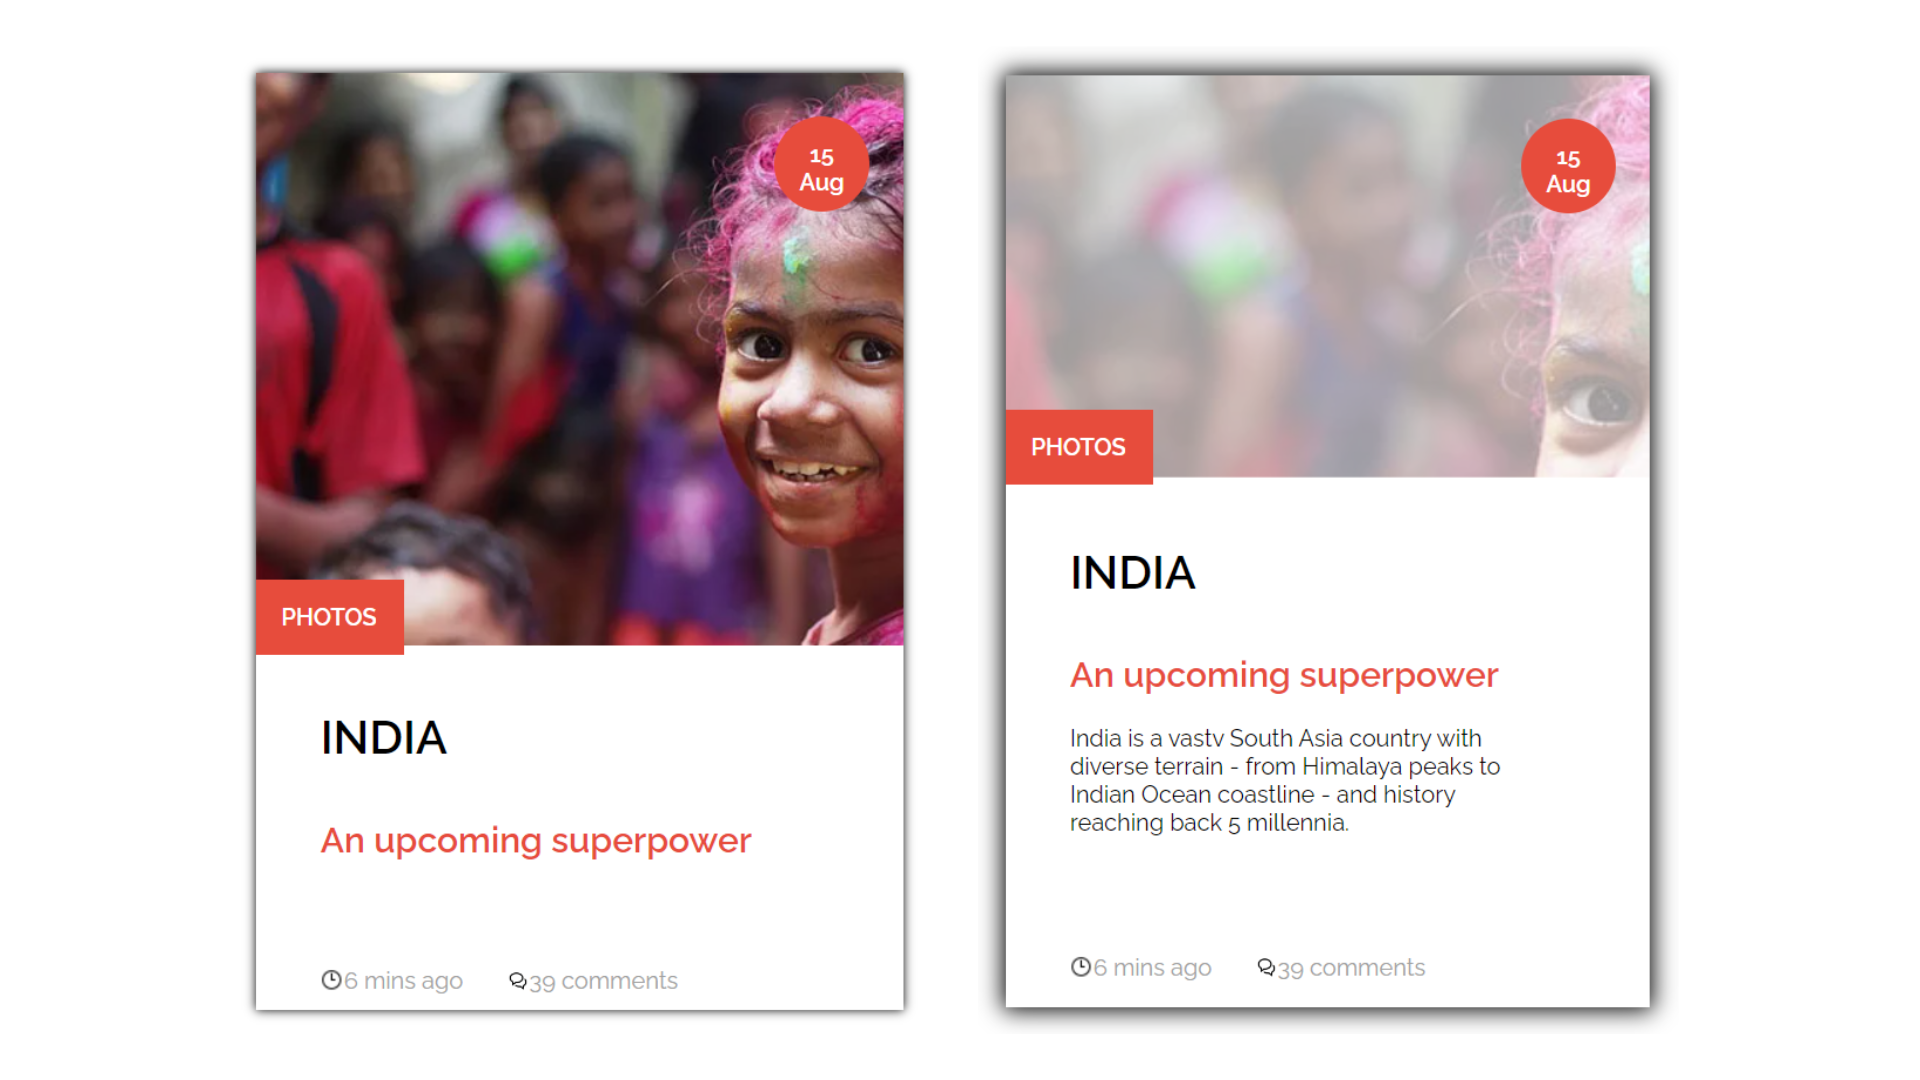 15
Aug
PHOTOS
INDIA
An upcoming superpower
6 mins ago
39 comments
15
Aug
PHOTOS
INDIA
An upcoming superpower
India is a vastv South Asia country with
diverse terrain - from Himalaya peaks to
Indian Ocean coastline - and history
reaching back 5 millennia.
6 mins ago
39 comments